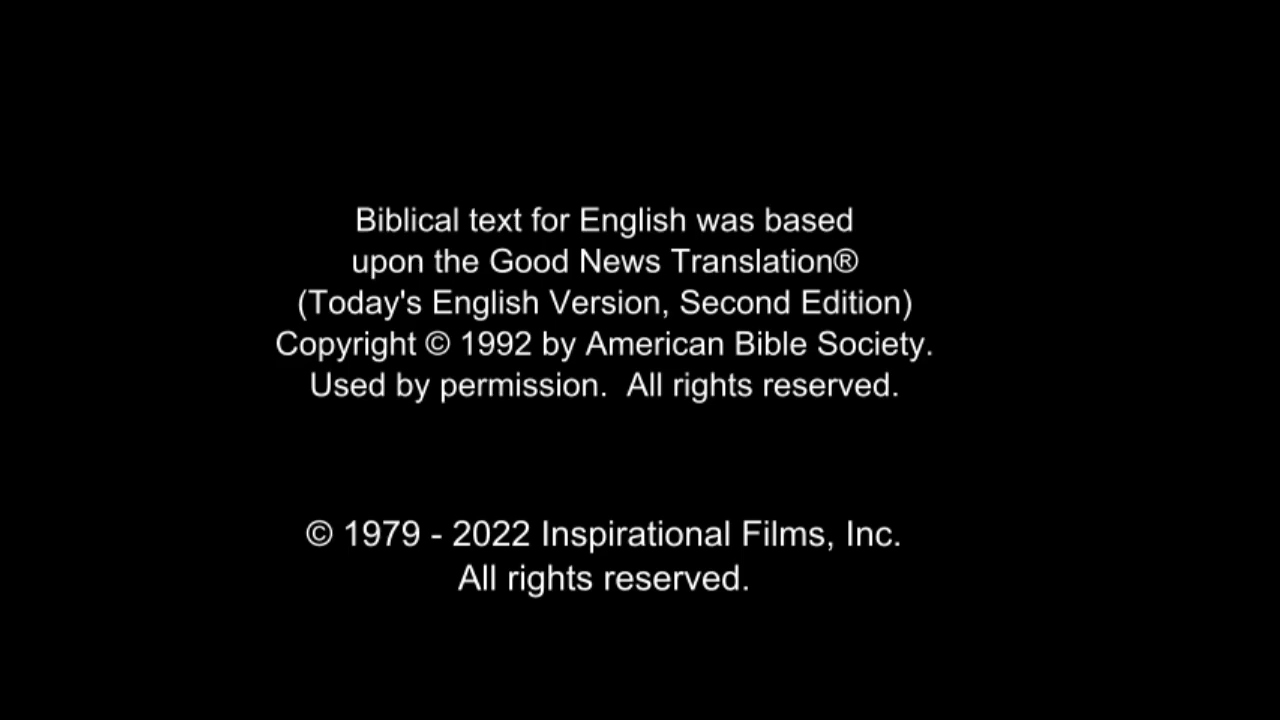 Biblical text for English was based
upon the Good News Translation®
(Today's English Version, Second Edition)
Copyright © 1992 by American Bible Society.
Used by permission.  All rights reserved.
© 1979 - 2022 Inspirational Films, Inc.
All rights reserved.